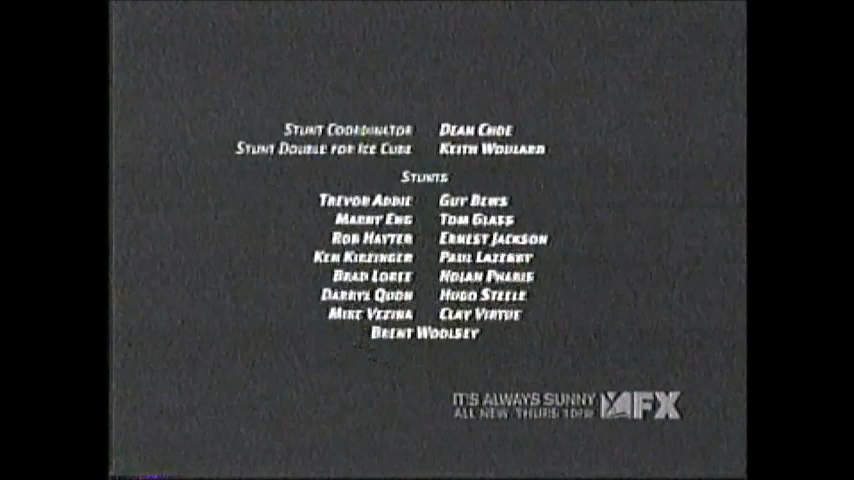 STUNT COORDINATOR DEAN CHOE
STUNT DOUBLE FOR ICE CUBE KEITH WOULARD
STUNTS
TREVOR ADDIE GUY BEWS
MARNY ENG TOM GLASS
ROB HAYTER ERNEST JACKSON
KEN KIRZINGER PAUL LAZENBY
BRAD LOREE NOLAN PHARIS
DARRYL QUON HUGO STEELE
MIKE VEZINA CLAY VIRTUE
BRENT WOOLSEY
IT'S ALWAYS SUNNY FX
ALL NEW THURS 10PM